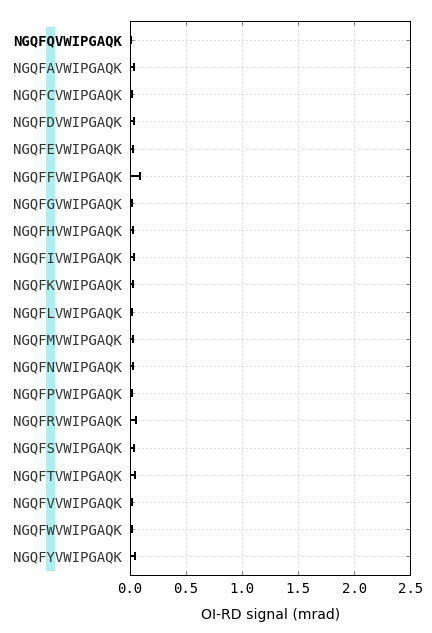 NGQFQVWIPGAQK
NGQFAVWIPGAQK
NGQFCVWIPGAQK
NGQFDVWIPGAQK
NGQFEVWIPGAQK
NGQFFVWIPGAQK
NGQFGVWIPGAQK
NGQFHVWIPGAQK
NGQFIVWIPGAQK
NGQFKVWIPGAQK
NGQFLVWIPGAQK
NGQFMVWIPGAQK
NGQFNVWIPGAQK
NGQFPVWIPGAQK
NGQFRVWIPGAQK
NGQFSVWIPGAQK
NGQFTVWIPGAQK
NGQFVVWIPGAQK
NGQFWVWIPGAQK
NGQFYVWIPGAQK
0.0 0.5 1.0 1.5 2.0 2.5
OI-RD signal (mrad)